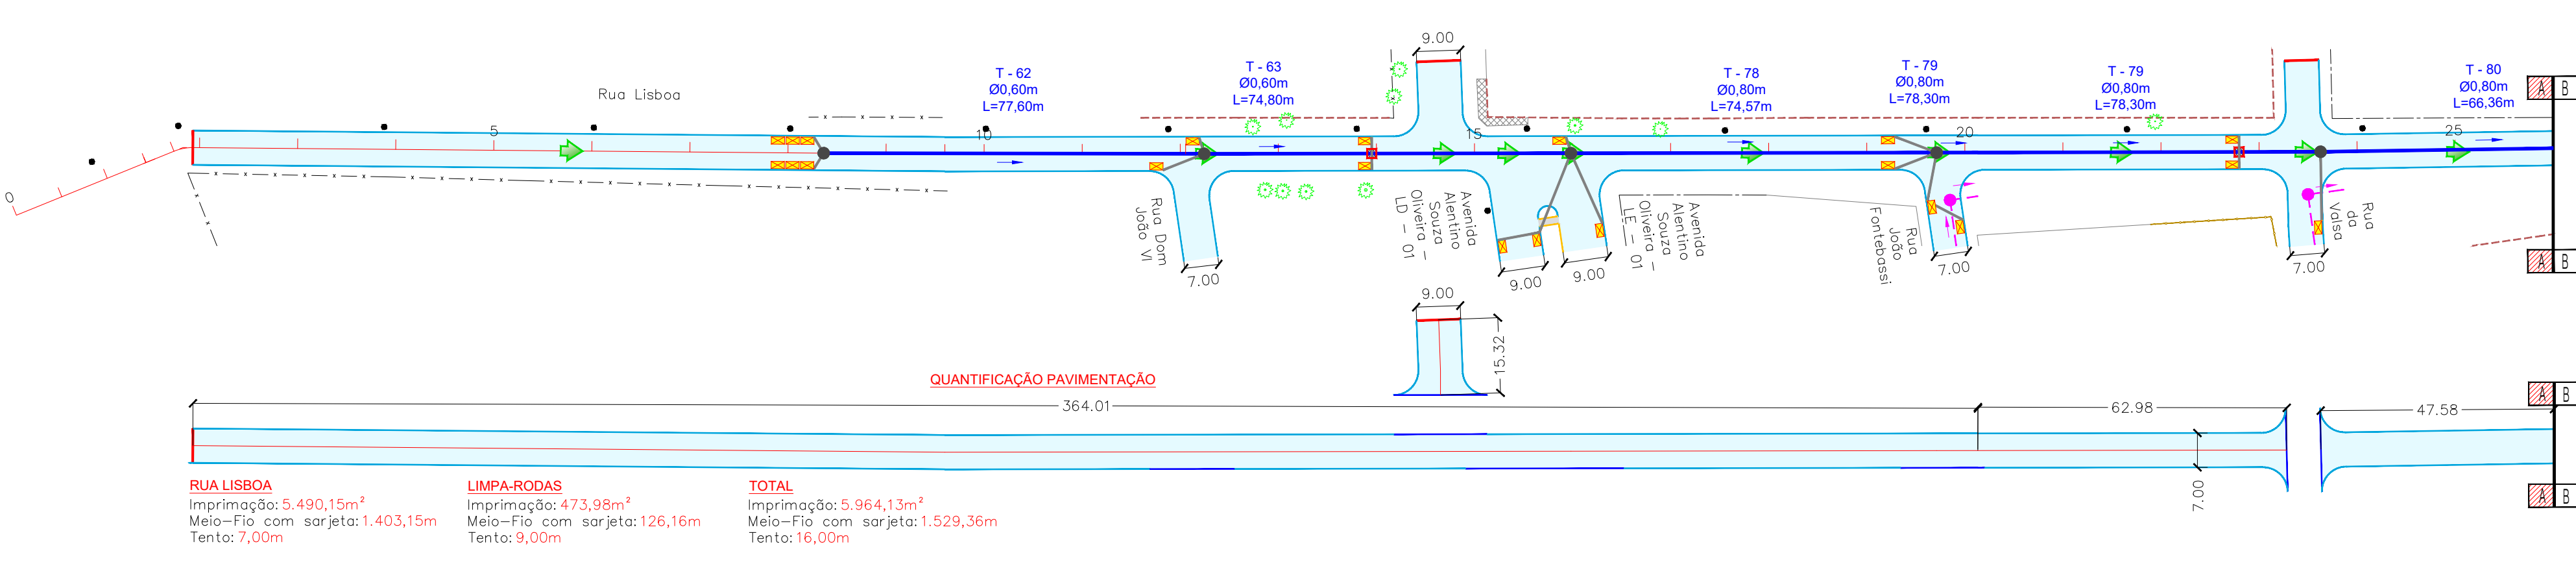 9.00
T - 62
Ø0,60m
L=77,60m
T - 63
Ø0,60m
L=74,80m
T - 78
Ø0,80m
L=74,57m
T - 79
Ø0,80m
L=78,30m
T - 79
Ø0,80m
L=78,30m
T - 80
Ø0,80m
L=66,36m
A B
Rua Lisboa
0
5
10
15
20
25
Rua Dom
João VI
7.00
Avenida
Alentino
Souza
Oliveira –
LD – 01
9.00
9.00
Avenida
Alentino
Souza
Oliveira –
LE – 01
Rua
João
Fontebassi
7.00
Rua
da
Valsa
7.00
A B
9.00
15.32
QUANTIFICAÇÃO PAVIMENTAÇÃO
364.01
62.98
47.58
A B
7.00
A B
RUA LISBOA
Imprimação: 5.490,15m²
Meio–Fio com sarjeta: 1.403,15m
Tento: 7,00m
LIMPA-RODAS
Imprimação: 473,98m²
Meio–Fio com sarjeta: 126,16m
Tento: 9,00m
TOTAL
Imprimação: 5.964,13m²
Meio–Fio com sarjeta: 1.529,36m
Tento: 16,00m